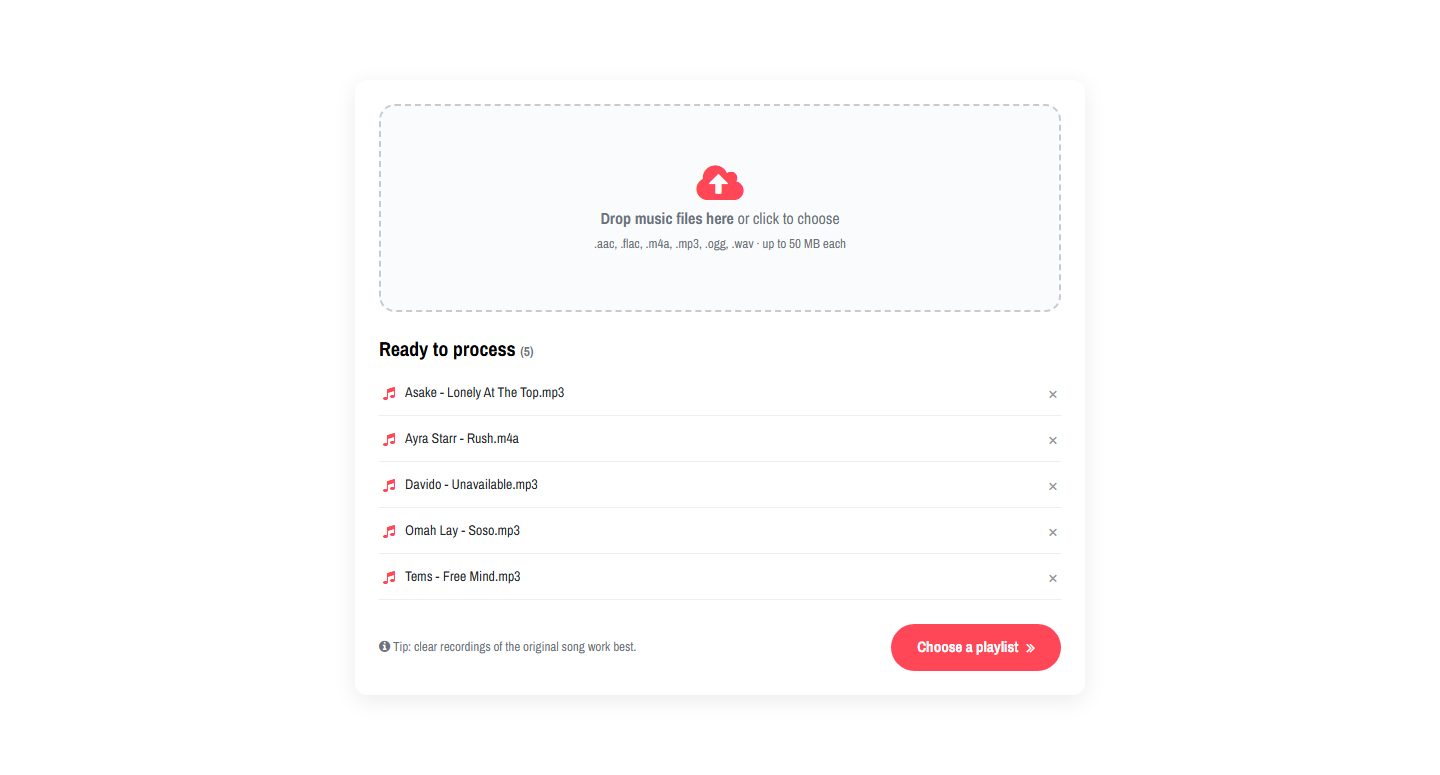 Drop music files here or click to choose
.aac, .flac, .m4a, .mp3, .ogg, .wav · up to 50 MB each
Ready to process (5)
Asake - Lonely At The Top.mp3
Ayra Starr - Rush.m4a
Davido - Unavailable.mp3
Omah Lay - Soso.mp3
Tems - Free Mind.mp3
Tip: clear recordings of the original song work best.
Choose a playlist »